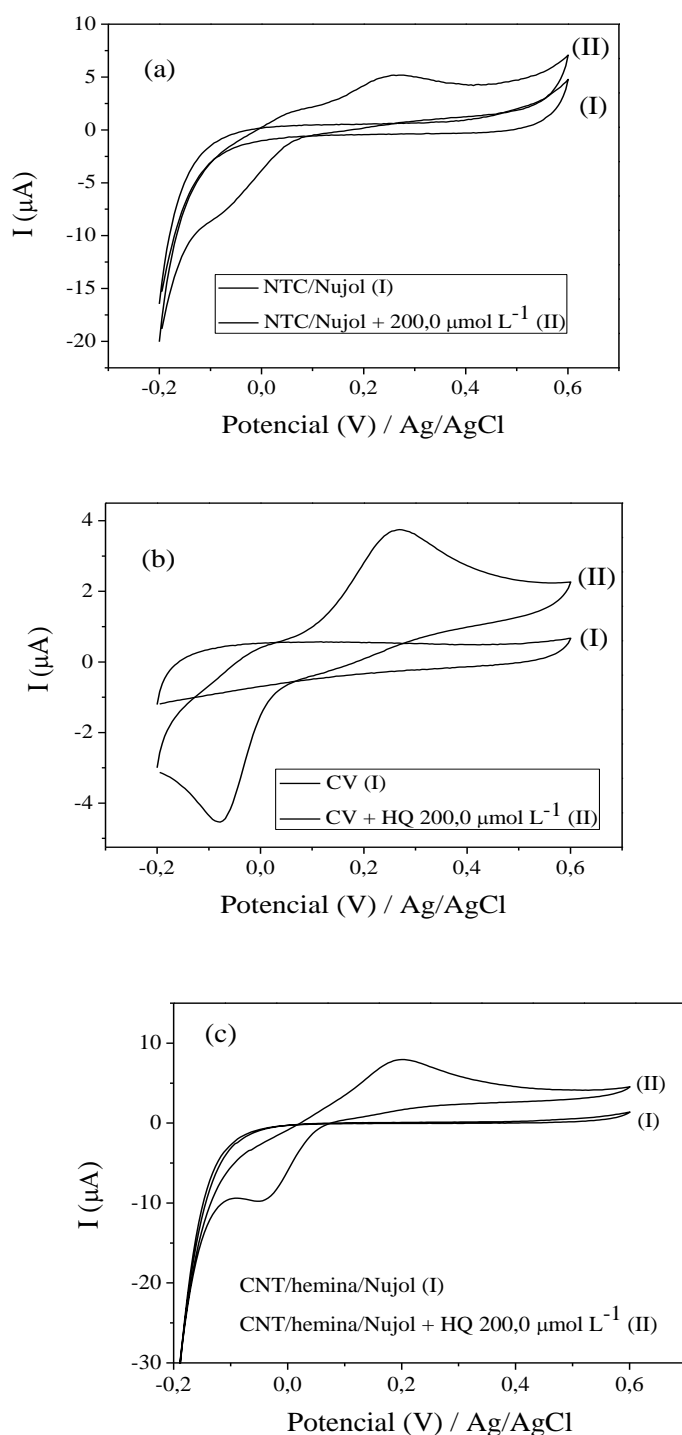 10
(a)
(II)
5
(I)
0
-5
-10
-15
-20
I (μA)
NTC/Nujol (I)
NTC/Nujol + 200,0 μmol L⁻¹ (II)
-0,2 0,0 0,2 0,4 0,6
Potencial (V) / Ag/AgCl
4
(b)
2
(II)
(I)
0
-2
-4
I (μA)
CV (I)
CV + HQ 200,0 μmol L⁻¹ (II)
-0,2 0,0 0,2 0,4 0,6
Potencial (V) / Ag/AgCl
(c)
10
(II)
(I)
0
-10
-20
-30
I (μA)
CNT/hemina/Nujol (I)
CNT/hemina/Nujol + HQ 200,0 μmol L⁻¹ (II)
-0,2 0,0 0,2 0,4 0,6
Potencial (V) / Ag/AgCl